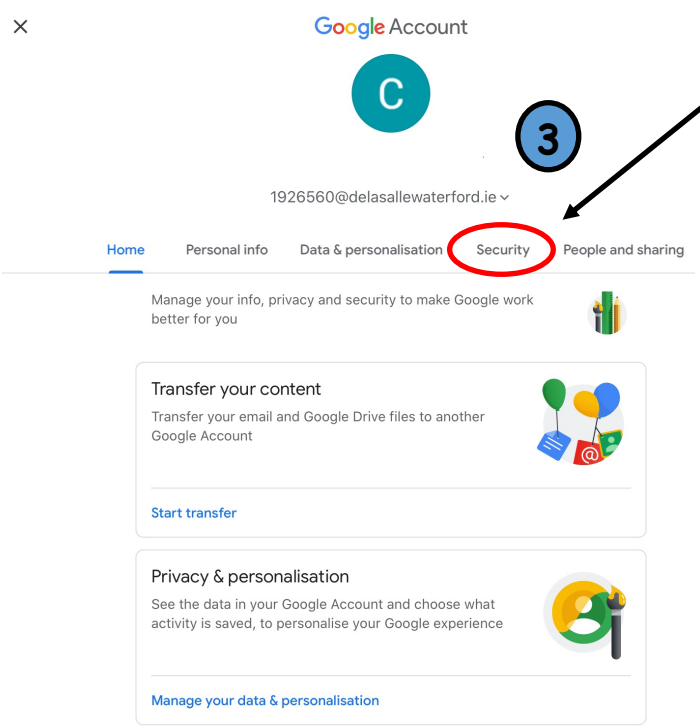 Google Account
C
3
1926560@delasallewaterford.ie
Home Personal info Data & personalisation Security People and sharing
Manage your info, privacy and security to make Google work
better for you
Transfer your content
Transfer your email and Google Drive files to another
Google Account
@
Start transfer
Privacy & personalisation
See the data in your Google Account and choose what
activity is saved, to personalise your Google experience
Manage your data & personalisation